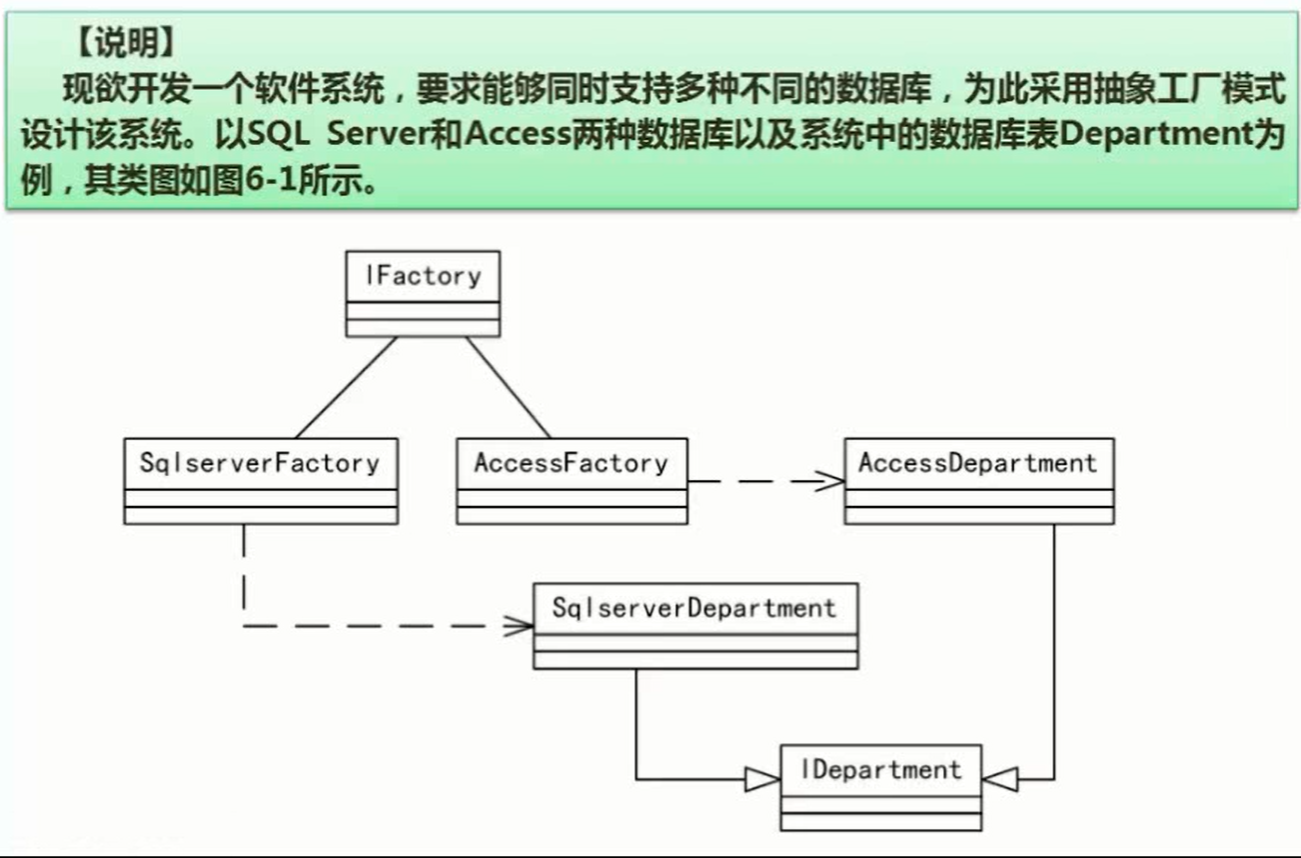 【说明】
现欲开发一个软件系统，要求能够同时支持多种不同的数据库，为此采用抽象工厂模式
设计该系统。以SQL Server和Access两种数据库以及系统中的数据库表Department为
例，其类图如图6-1所示。
IFactory
SqlserverFactory
AccessFactory
AccessDepartment
SqlserverDepartment
IDepartment